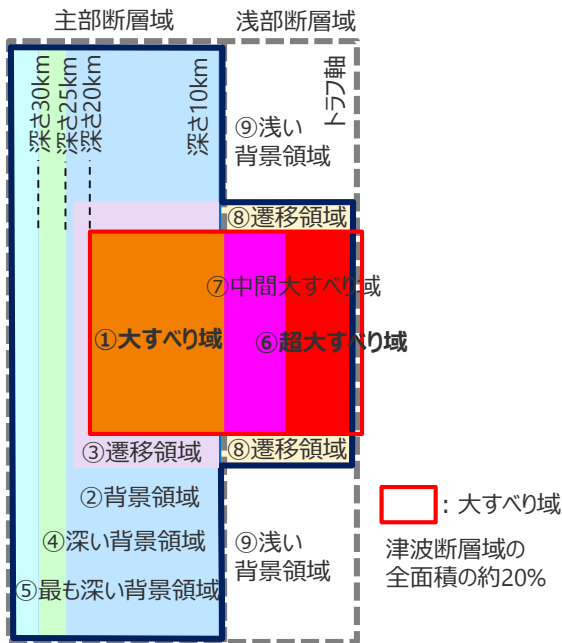 主部断層域
浅部断層域
深さ30km
深さ25km
深さ20km
深さ10km
トラフ軸
⑨浅い
背景領域
⑧遷移領域
⑦中間大すべり域
①大すべり域
⑥超大すべり域
③遷移領域
⑧遷移領域
②背景領域
④深い背景領域
⑤最も深い背景領域
⑨浅い
背景領域
：大すべり域
津波断層域の
全面積の約20%